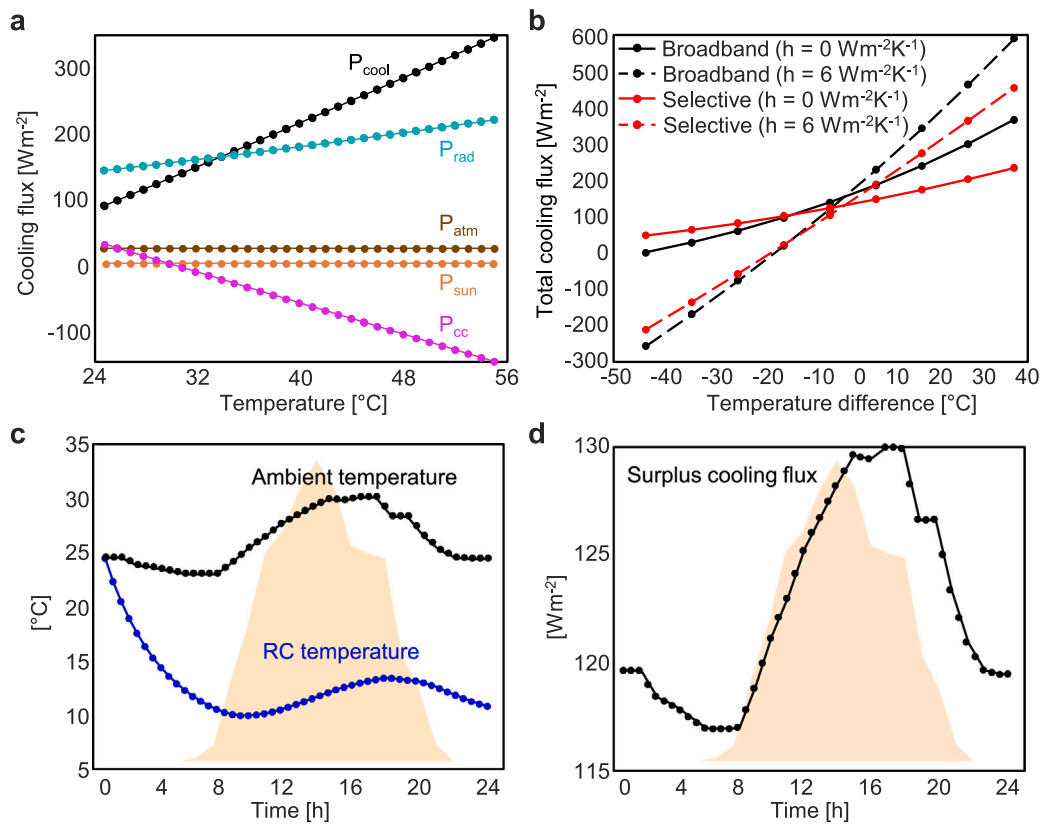 a
300
200
100
0
-100
Cooling flux [Wm-2]
Pcool
Prad
Patm
Psun
Pcc
24
32
40
48
56
Temperature [°C]
b
600
500
400
300
200
100
0
-100
-200
-300
Total cooling flux [Wm-2]
Broadband (h = 0 Wm-2K-1)
Broadband (h = 6 Wm-2K-1)
Selective (h = 0 Wm-2K-1)
Selective (h = 6 Wm-2K-1)
-50
-40
-30
-20
-10
0
10
20
30
40
Temperature difference [°C]
c
35
30
25
20
15
10
5
[°C]
Ambient temperature
RC temperature
0
4
8
12
16
20
24
Time [h]
d
130
125
120
115
[Wm-2]
Surplus cooling flux
0
4
8
12
16
20
24
Time [h]